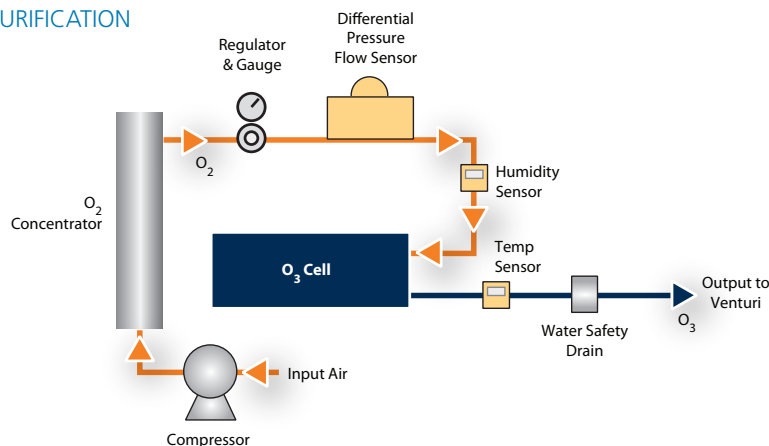 URIFICATION
Differential
Pressure
Flow Sensor
Regulator
& Gauge
O2
Humidity
Sensor
O2
Concentrator
Temp
Sensor
O3 Cell
Output to
Venturi
O3
Water Safety
Drain
Input Air
Compressor